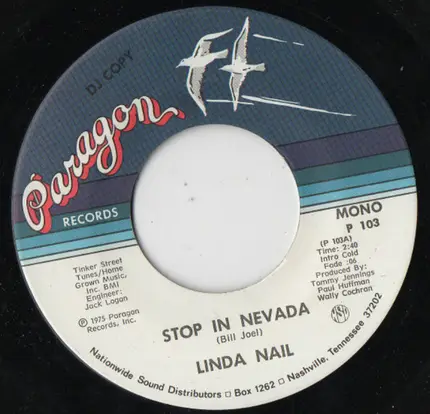 DJ COPY
Paragon
RECORDS
MONO
P 103
(P 103A)
Time: 2:40
Intro Cold
Fade :06
Produced By:
Tommy Jennings
Paul Huffman
Wally Cochran
Tinker Street
Tunes/Home
Grown Music,
Inc. BMI
Engineer:
Jack Logan
℗ 1975 Paragon
Records, Inc.
STOP IN NEVADA
(Bill Joel)
LINDA NAIL
Nationwide Sound Distributors □ Box 1262 □ Nashville, Tennessee 37202